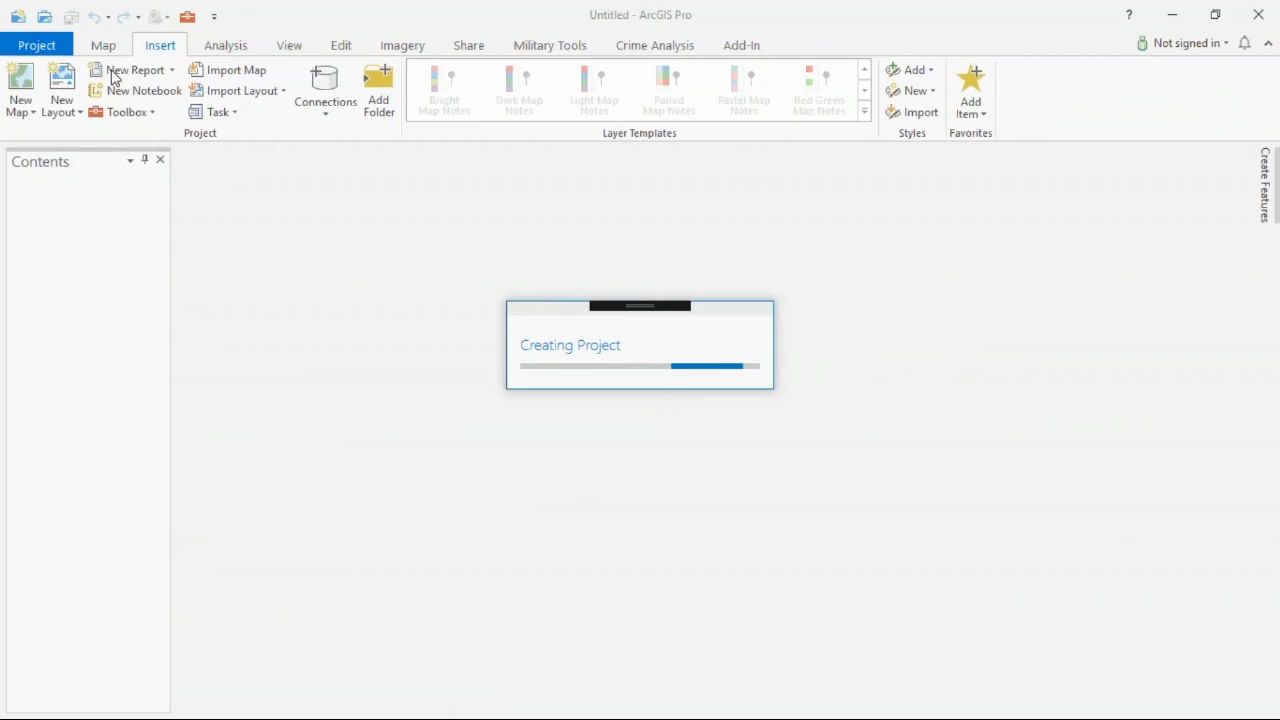 Untitled - ArcGIS Pro
?
Project Map Insert Analysis View Edit Imagery Share Military Tools Crime Analysis Add-In Not signed in
New Map
New Layout
New Report
New Notebook
Toolbox
Import Map
Import Layout
Task
Connections
Add Folder
Project
Bright Map Notes
Dark Map Notes
Light Map Notes
Paired Map Notes
Pastel Map Notes
Red Green Map Notes
Layer Templates
Add
New
Import
Styles
Add Item
Favorites
Contents
Create Features
Creating Project